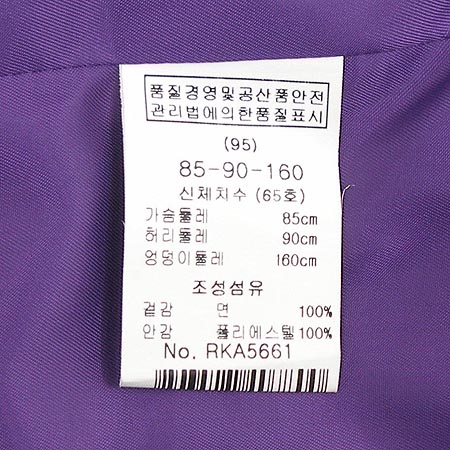 품질경영및공산품안전
관리법에의한품질표시
(95)
85-90-160
신체치수 (65호)
가슴둘레 85cm
허리둘레 90cm
엉덩이둘레 160cm
조성섬유
겉감 면 100%
안감 폴리에스텔 100%
No. RKA5661